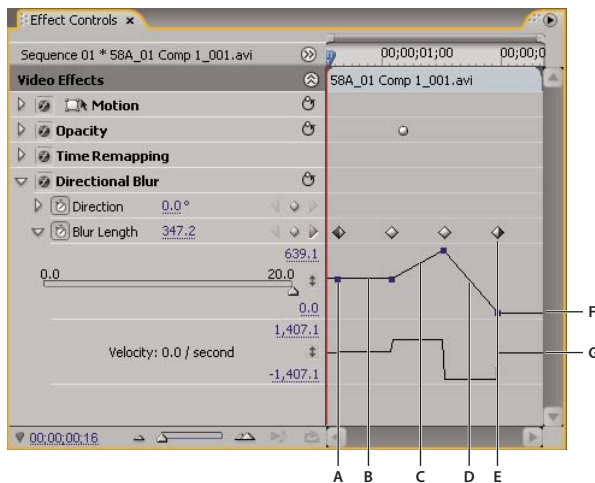 Effect Controls ×
Sequence 01 * 58A_01 Comp 1_001.avi
00;00;01;00 00;00;0
Video Effects
58A_01 Comp 1_001.avi
Motion
Opacity
Time Remapping
Directional Blur
Direction 0.0°
Blur Length 347.2
639.1
0.0 20.0
0.0
F
1,407.1
G
Velocity: 0.0 / second
-1,407.1
00;00;00;16
A B C D E